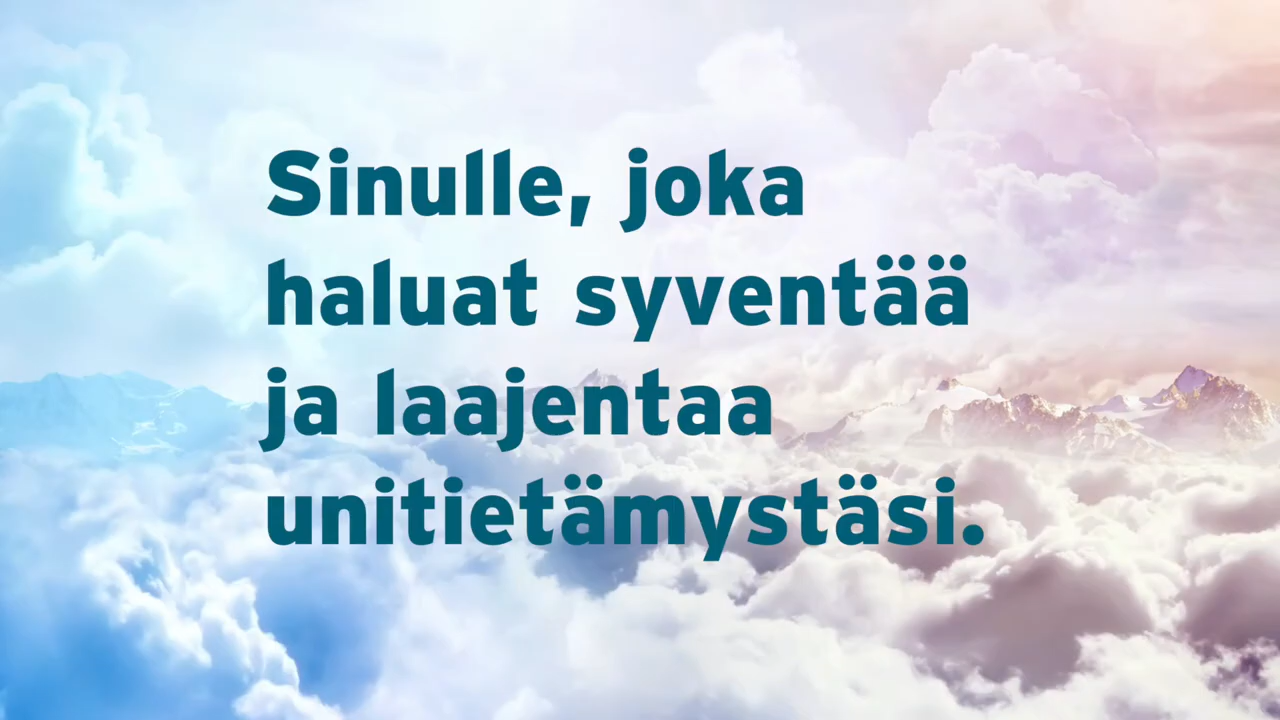 Sinulle, joka
haluat syventää
ja laajentaa
unitietämystäsi.